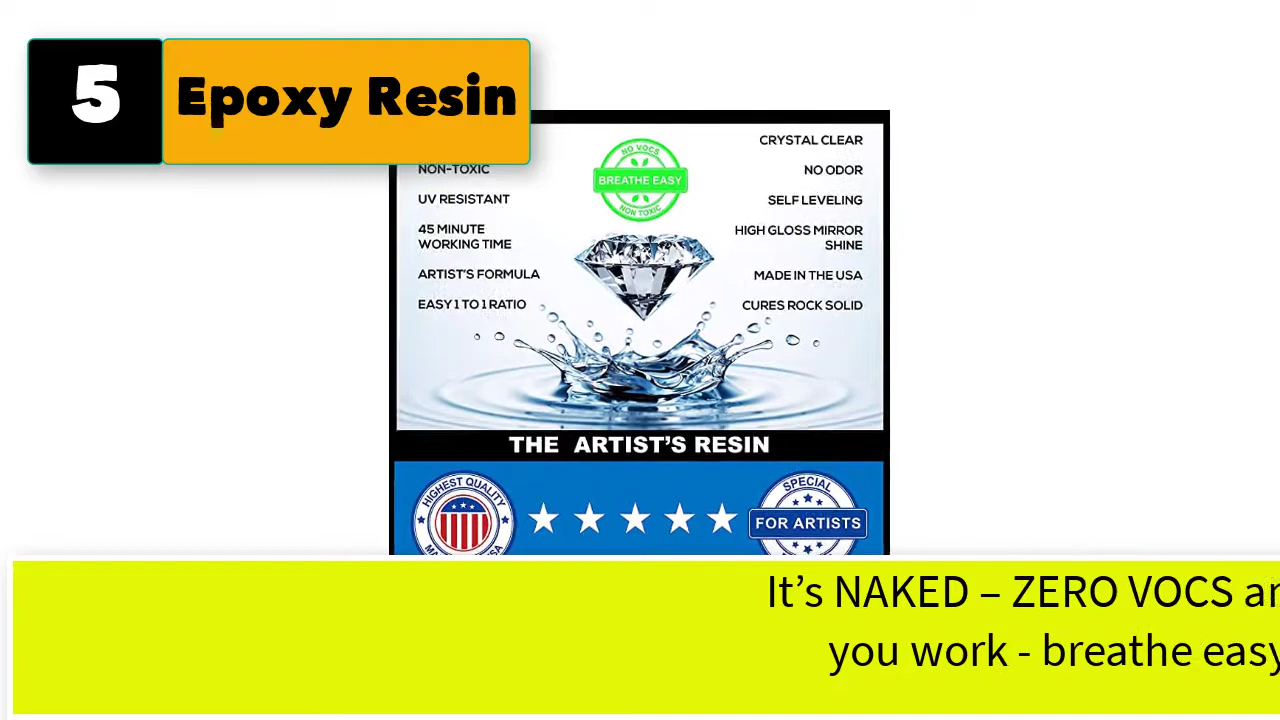 5
Epoxy Resin
NON-TOXIC
UV RESISTANT
45 MINUTE
WORKING TIME
ARTIST'S FORMULA
EASY 1 TO 1 RATIO
NO VOCS
BREATHE EASY
NON TOXIC
CRYSTAL CLEAR
NO ODOR
SELF LEVELING
HIGH GLOSS MIRROR
SHINE
MADE IN THE USA
CURES ROCK SOLID
THE ARTIST'S RESIN
HIGHEST QUALITY
SPECIAL
FOR ARTISTS
It’s NAKED – ZERO VOCS
you work - breathe easy